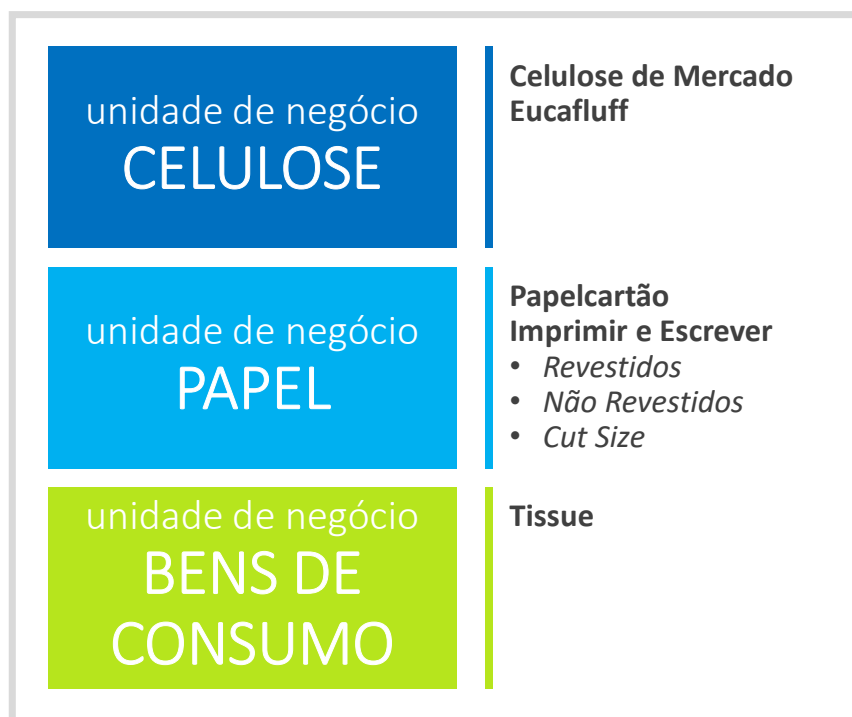 unidade de negócio
CELULOSE
Celulose de Mercado
Eucafluff
unidade de negócio
PAPEL
Papelcartão
Imprimir e Escrever
• Revestidos
• Não Revestidos
• Cut Size
unidade de negócio
BENS DE
CONSUMO
Tissue